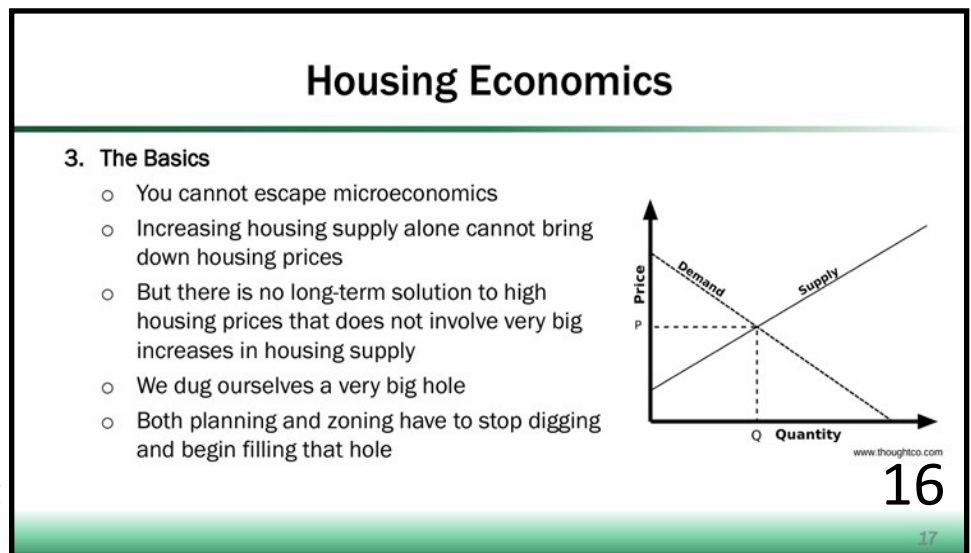 Housing Economics
3. The Basics
o You cannot escape microeconomics
o Increasing housing supply alone cannot bring
down housing prices
o But there is no long-term solution to high
housing prices that does not involve very big
increases in housing supply
o We dug ourselves a very big hole
o Both planning and zoning have to stop digging
and begin filling that hole
Price
Demand
Supply
P
Q Quantity
www.thoughtco.com
16
17